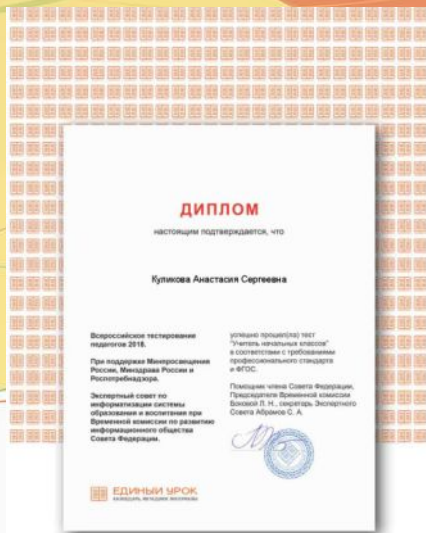 ДИПЛОМ
настоящим подтверждается, что
Куликова Анастасия Сергеевна
Всероссийское тестирование
педагогов 2018.
При поддержке Минпросвещения
России, Минздрава России и
Роспотребнадзора.
Экспертный совет по
информатизации системы
образования и воспитания при
Временной комиссии по развитию
информационного общества
Совета Федерации.
успешно прошел(ла) тест
"Учитель начальных классов"
в соответствии с требованиями
профессионального стандарта
и ФГОС.
Помощник члена Совета Федерации,
Председателя Временной комиссии
Боковой Л. Н., секретарь Экспертного
Совета Абрамов С. А.
ЕДИНЫЙ УРОК